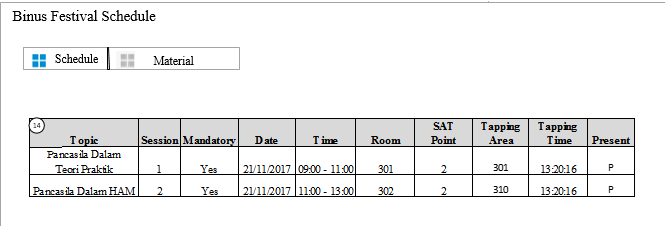 Binus Festival Schedule
Schedule Material
14
Topic Session Mandatory Date Time Room SAT Point Tapping Area Tapping Time Present
Pancasila Dalam Teori Praktik 1 Yes 21/11/2017 09:00 - 11:00 301 2 301 13:20:16 P
Pancasila Dalam HAM 2 Yes 21/11/2017 11:00 - 13:00 302 2 310 13:20:16 P